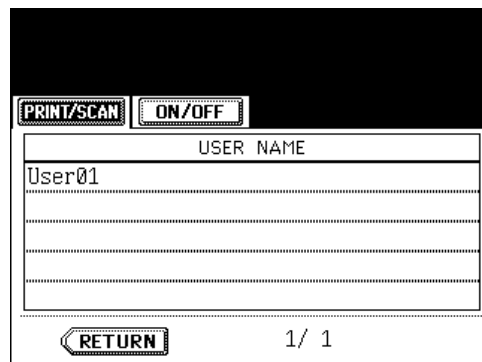 PRINT/SCAN ON/OFF
USER NAME
User01
RETURN 1/ 1